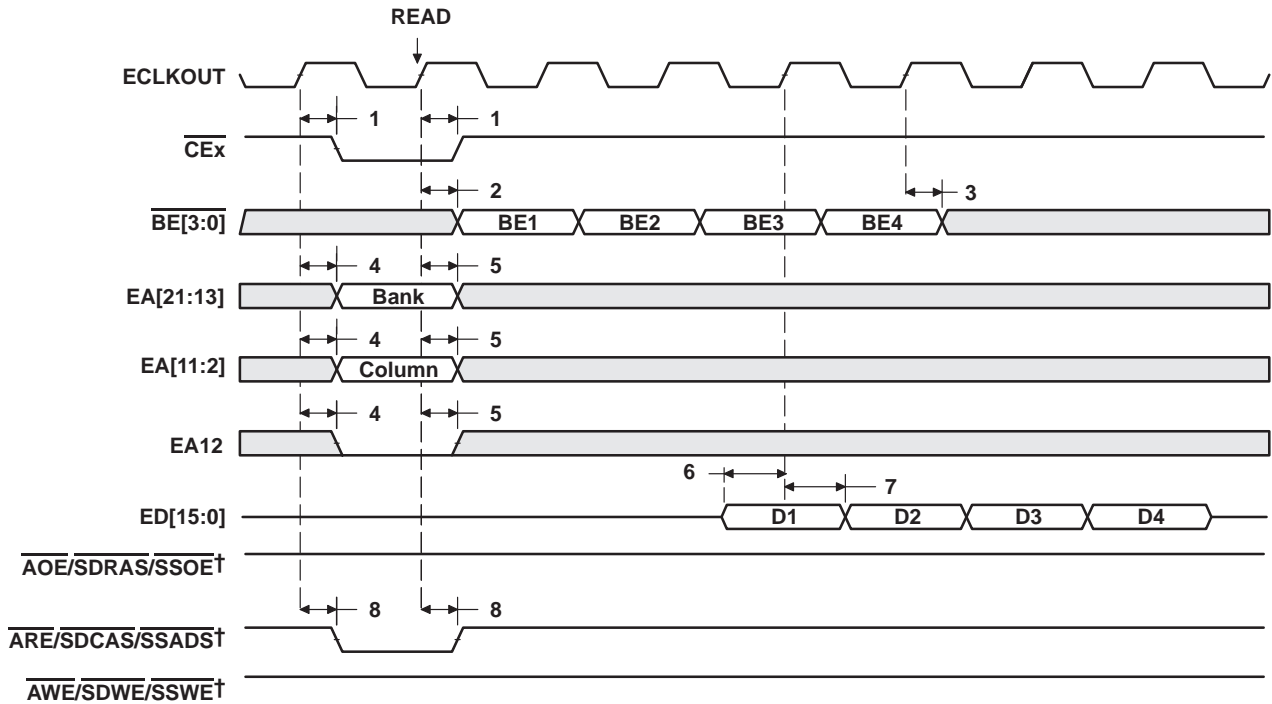 READ
ECLKOUT
1 1
CEx
2 3
BE[3:0] BE1 BE2 BE3 BE4
4 5
EA[21:13] Bank
4 5
EA[11:2] Column
4 5
EA12
6 7
ED[15:0] D1 D2 D3 D4
AOE/SDRAS/SSOE†
8 8
ARE/SDCAS/SSADS†
AWE/SDWE/SSWE†